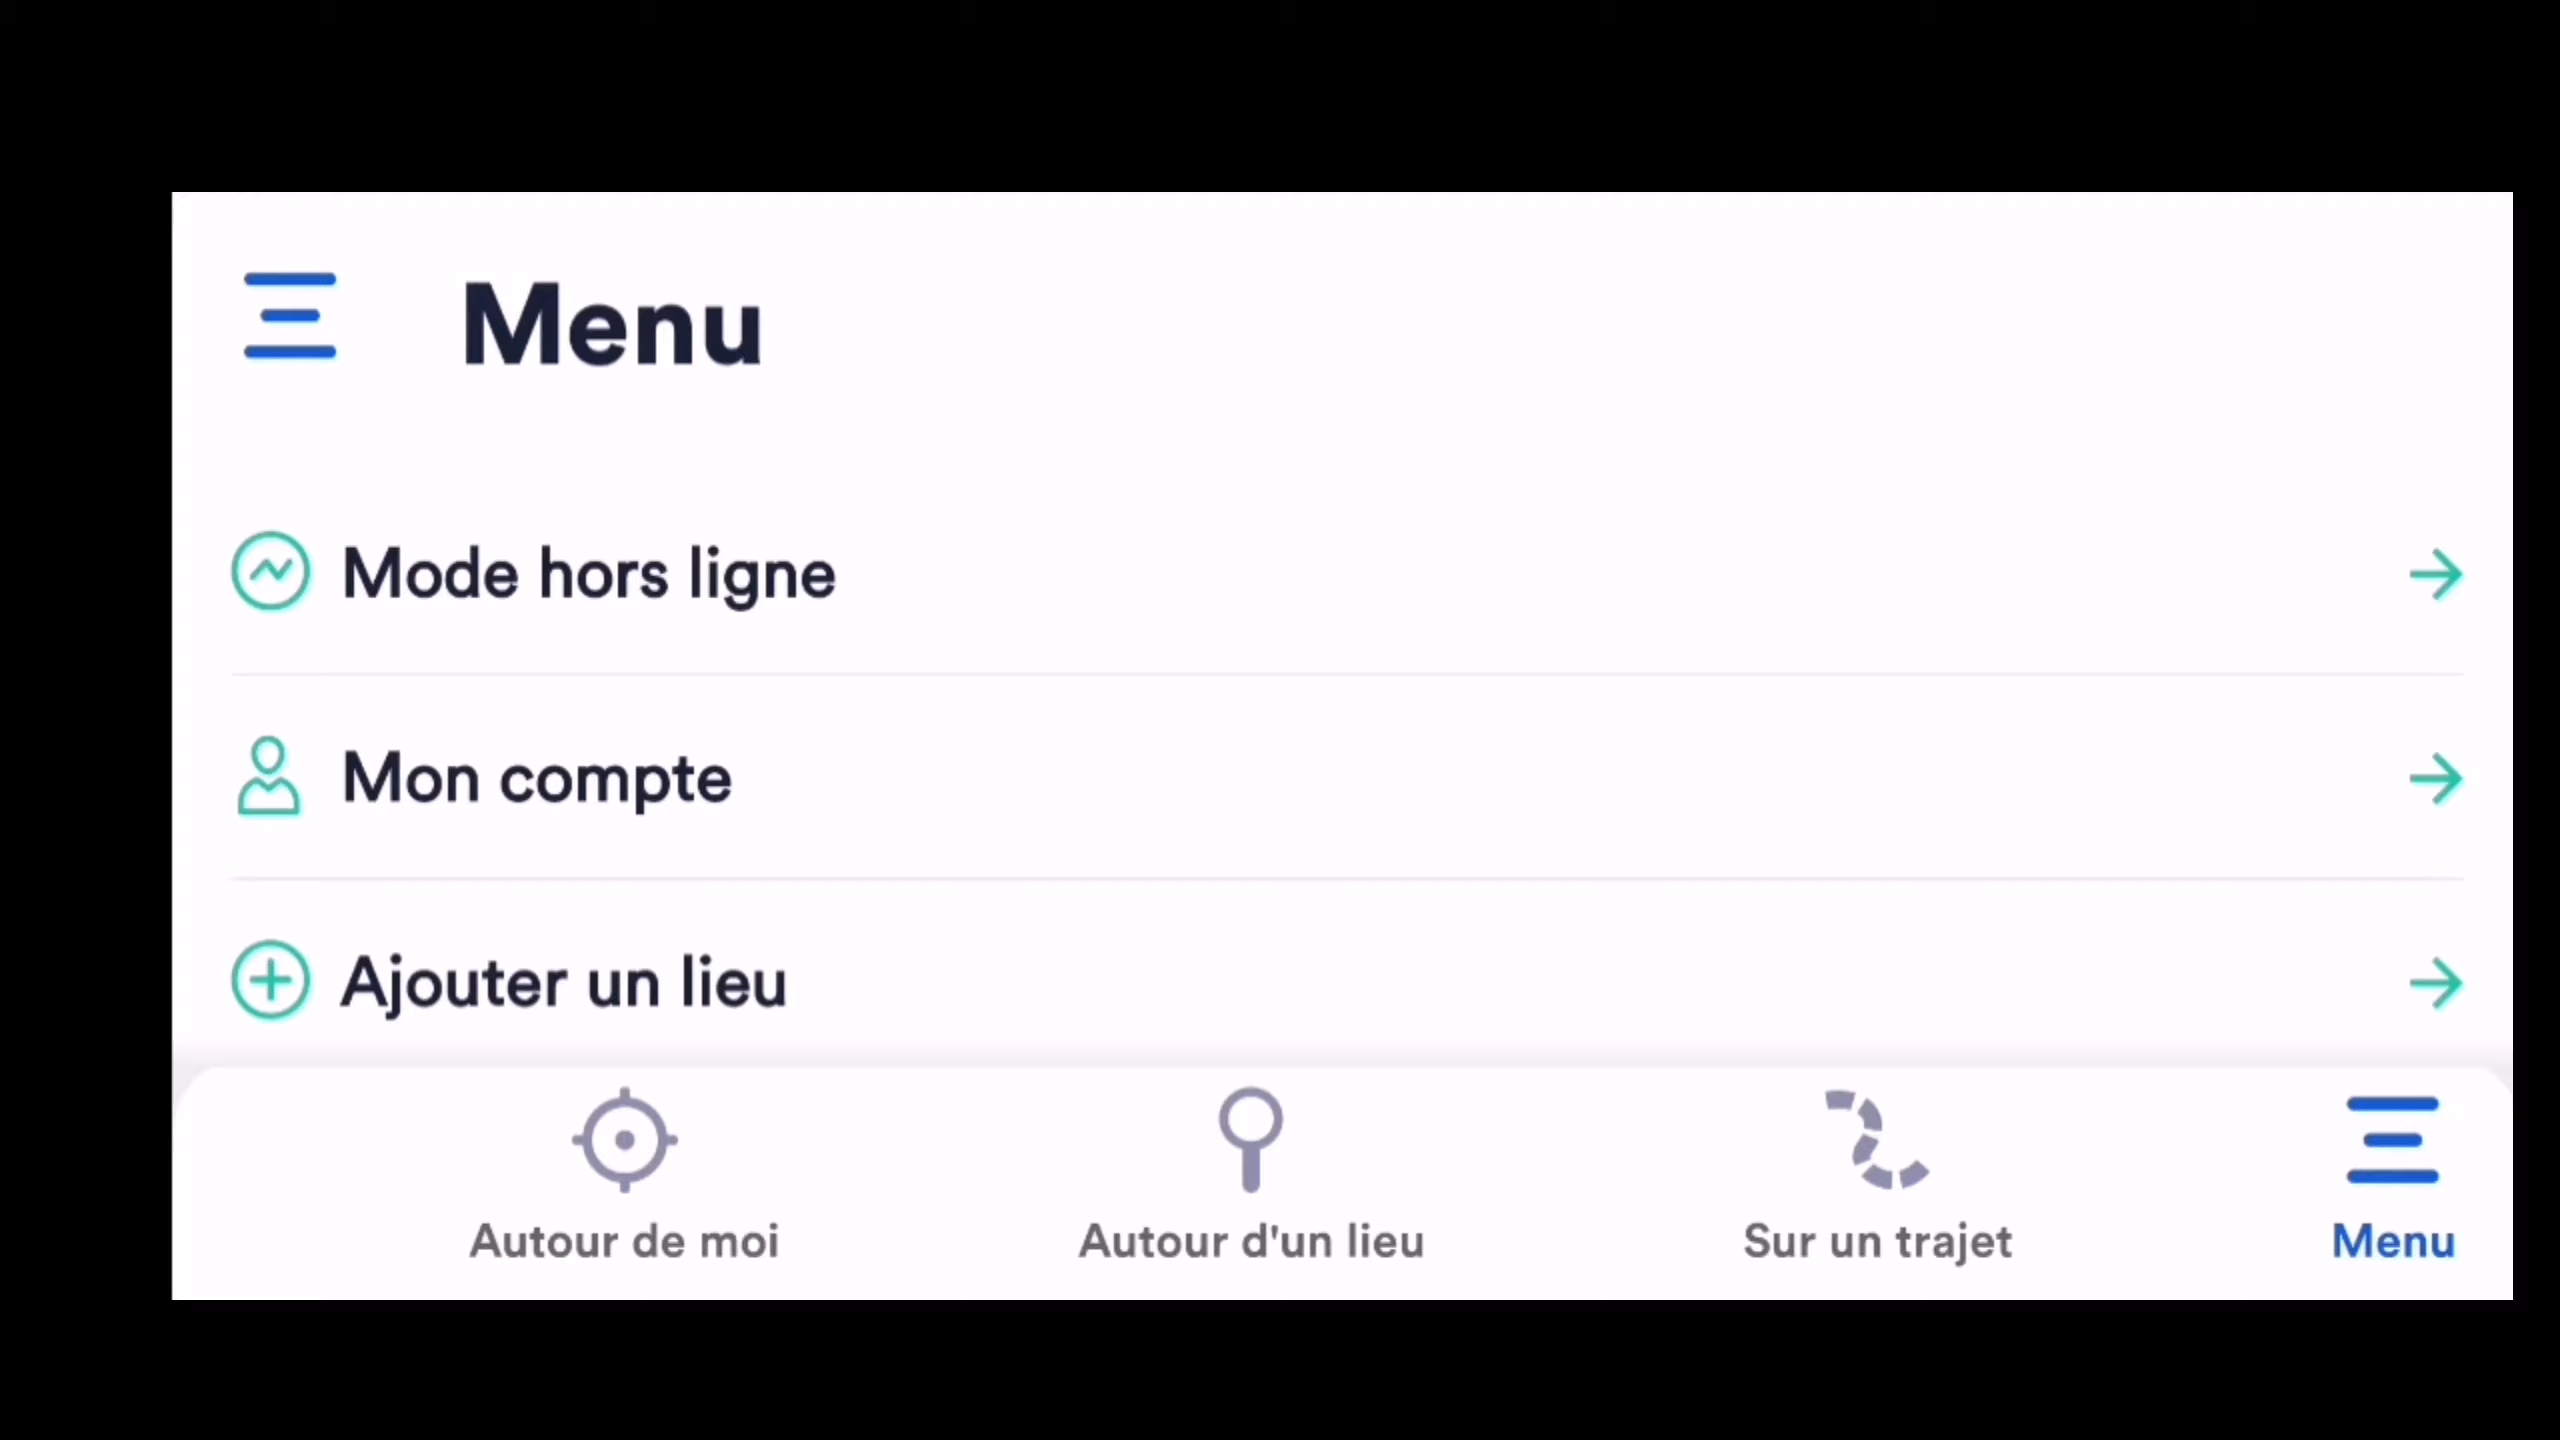 Menu
Mode hors ligne
Mon compte
Ajouter un lieu
Autour de moi
Autour d'un lieu
Sur un trajet
Menu